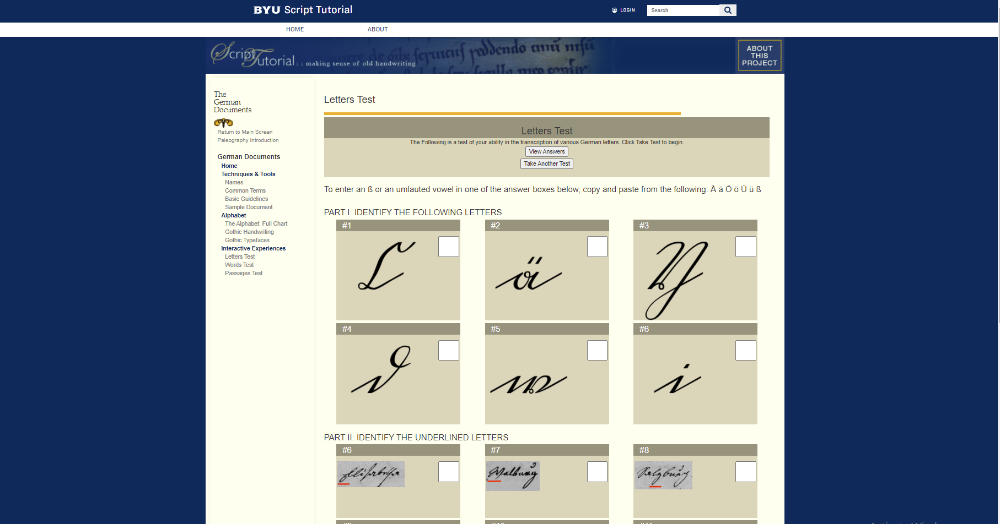 BYU Script Tutorial
LOGIN
Search
HOME
ABOUT
Script Tutorial : : making sense of old handwriting
ABOUT
THIS
PROJECT
The
German
Documents
Return to Main Screen
Paleography Introduction
German Documents
Home
Techniques & Tools
Names
Common Terms
Basic Guidelines
Sample Document
Alphabet
The Alphabet: Full Chart
Gothic Handwriting
Gothic Typefaces
Interactive Experiences
Letters Test
Words Test
Passages Test
Letters Test
Letters Test
The Following is a test of your ability in the transcription of various German letters. Click Take Test to begin.
View Answers
Take Another Test
To enter an ß or an umlauted vowel in one of the answer boxes below, copy and paste from the following: Ä ä Ö ö Ü ü ß
PART I: IDENTIFY THE FOLLOWING LETTERS
#1 #2 #3
L ä Y
#4 #5 #6
d w i
PART II: IDENTIFY THE UNDERLINED LETTERS
#6 #7 #8
Elisabetha Walburg Salzburg